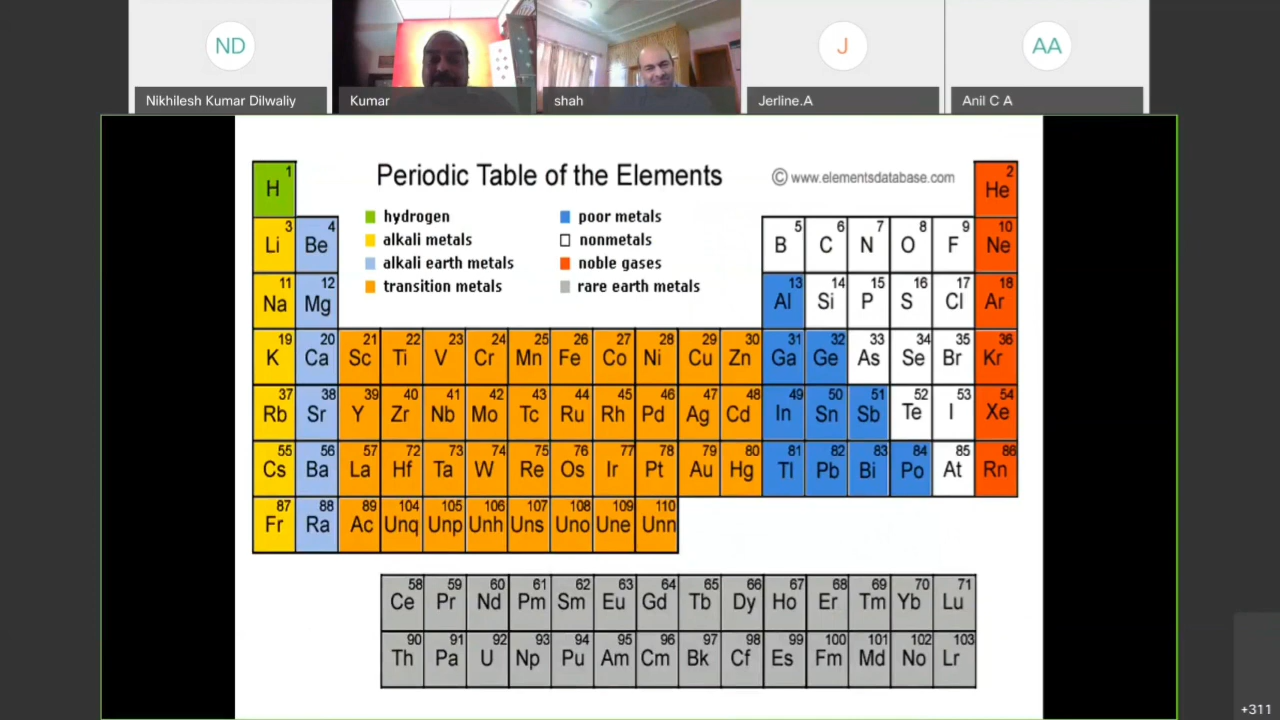 ND
J
AA
Nikhilesh Kumar Dilwaliy
Kumar
shah
Jerline.A
Anil C A
Periodic Table of the Elements
© www.elementsdatabase.com
hydrogen
alkali metals
alkali earth metals
transition metals
poor metals
nonmetals
noble gases
rare earth metals
1 2
H He
3 4 5 6 7 8 9 10
Li Be B C N O F Ne
11 12 13 14 15 16 17 18
Na Mg Al Si P S Cl Ar
19 20 21 22 23 24 25 26 27 28 29 30 31 32 33 34 35 36
K Ca Sc Ti V Cr Mn Fe Co Ni Cu Zn Ga Ge As Se Br Kr
37 38 39 40 41 42 43 44 45 46 47 48 49 50 51 52 53 54
Rb Sr Y Zr Nb Mo Tc Ru Rh Pd Ag Cd In Sn Sb Te I Xe
55 56 57 72 73 74 75 76 77 78 79 80 81 82 83 84 85 86
Cs Ba La Hf Ta W Re Os Ir Pt Au Hg Tl Pb Bi Po At Rn
87 88 89 104 105 106 107 108 109 110
Fr Ra Ac Unq Unp Unh Uns Uno Une Unn
58 59 60 61 62 63 64 65 66 67 68 69 70 71
Ce Pr Nd Pm Sm Eu Gd Tb Dy Ho Er Tm Yb Lu
90 91 92 93 94 95 96 97 98 99 100 101 102 103
Th Pa U Np Pu Am Cm Bk Cf Es Fm Md No Lr
+311